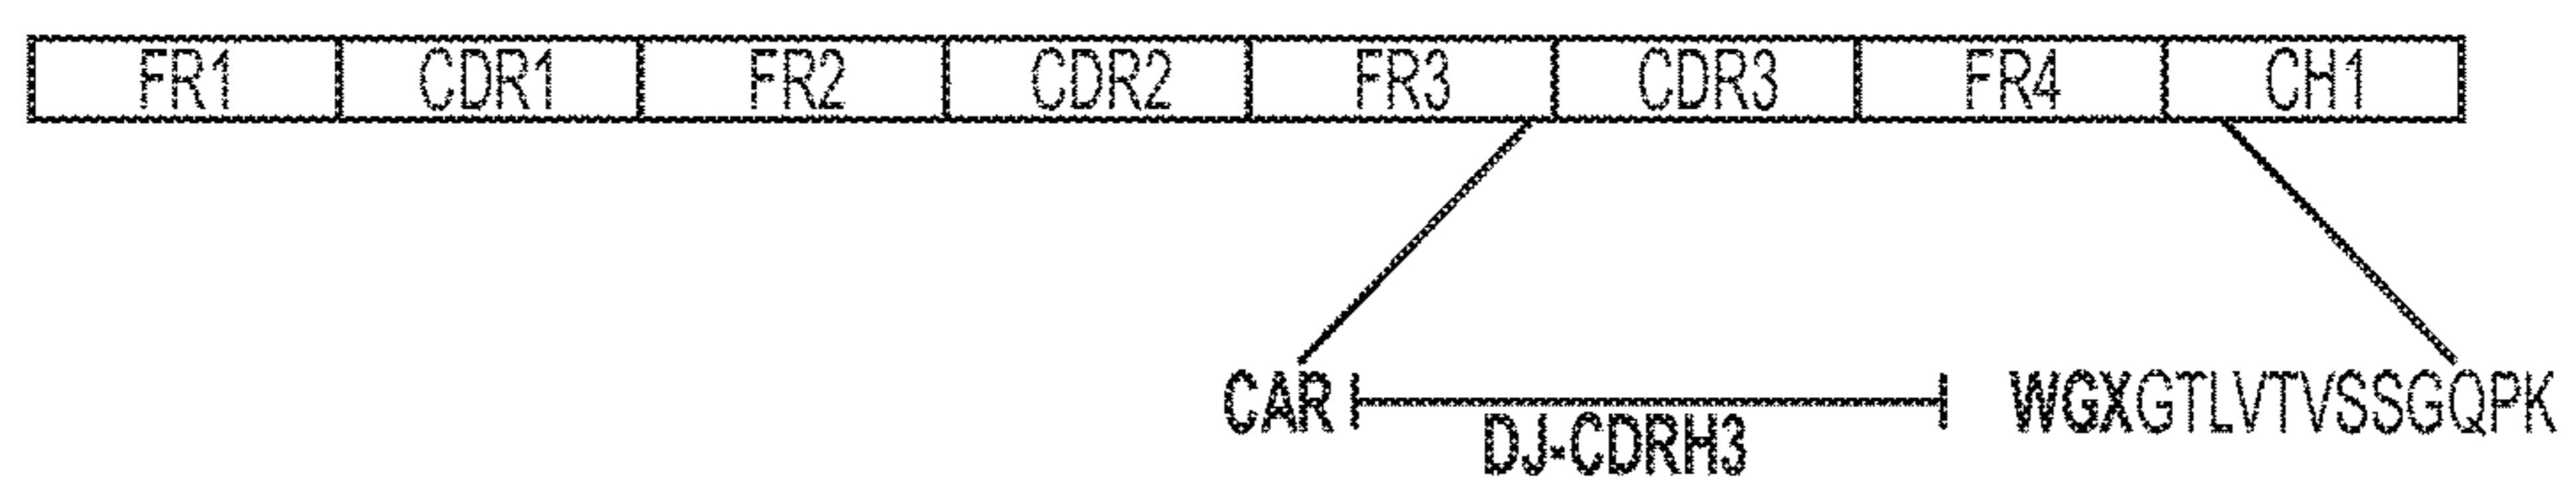 FR1 CDR1 FR2 CDR2 FR3 CDR3 FR4 CH1
CAR WGXGTLVTVSSGQPK
DJ-CDRH3